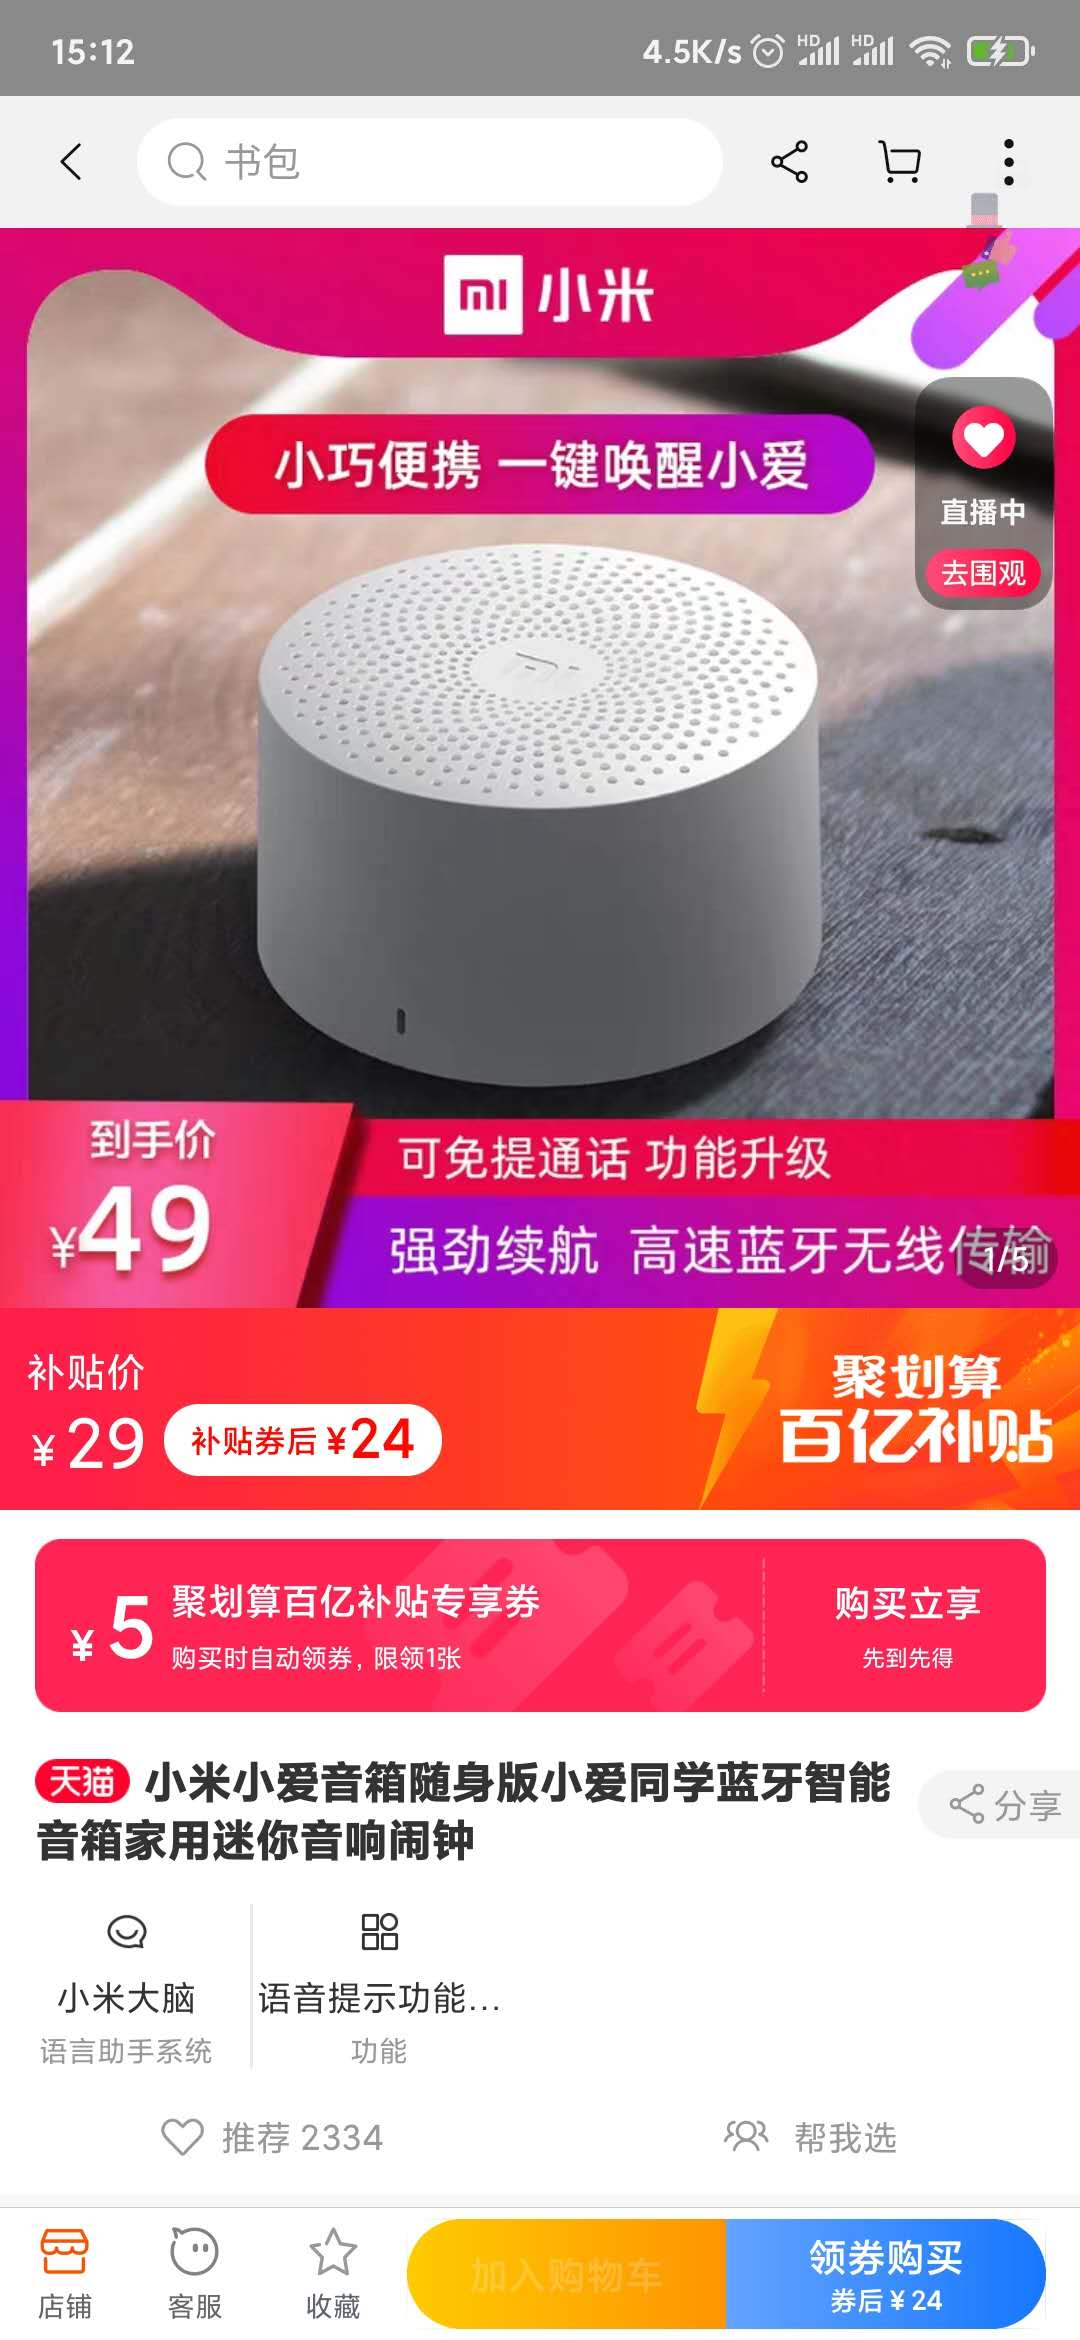 15:12
4.5K/s HD HD
书包
mi 小米
小巧便携 一键唤醒小爱
直播中
去围观
到手价
¥49
可免提通话 功能升级
强劲续航 高速蓝牙无线传输
1/5
补贴价
¥29 补贴券后 ¥24
聚划算
百亿补贴
¥5 聚划算百亿补贴专享券
购买时自动领券，限领1张
购买立享
先到先得
天猫 小米小爱音箱随身版小爱同学蓝牙智能
音箱家用迷你音响闹钟
分享
小米大脑
语言助手系统
语音提示功能...
功能
推荐 2334
帮我选
店铺
客服
收藏
加入购物车
领券购买
券后 ¥ 24